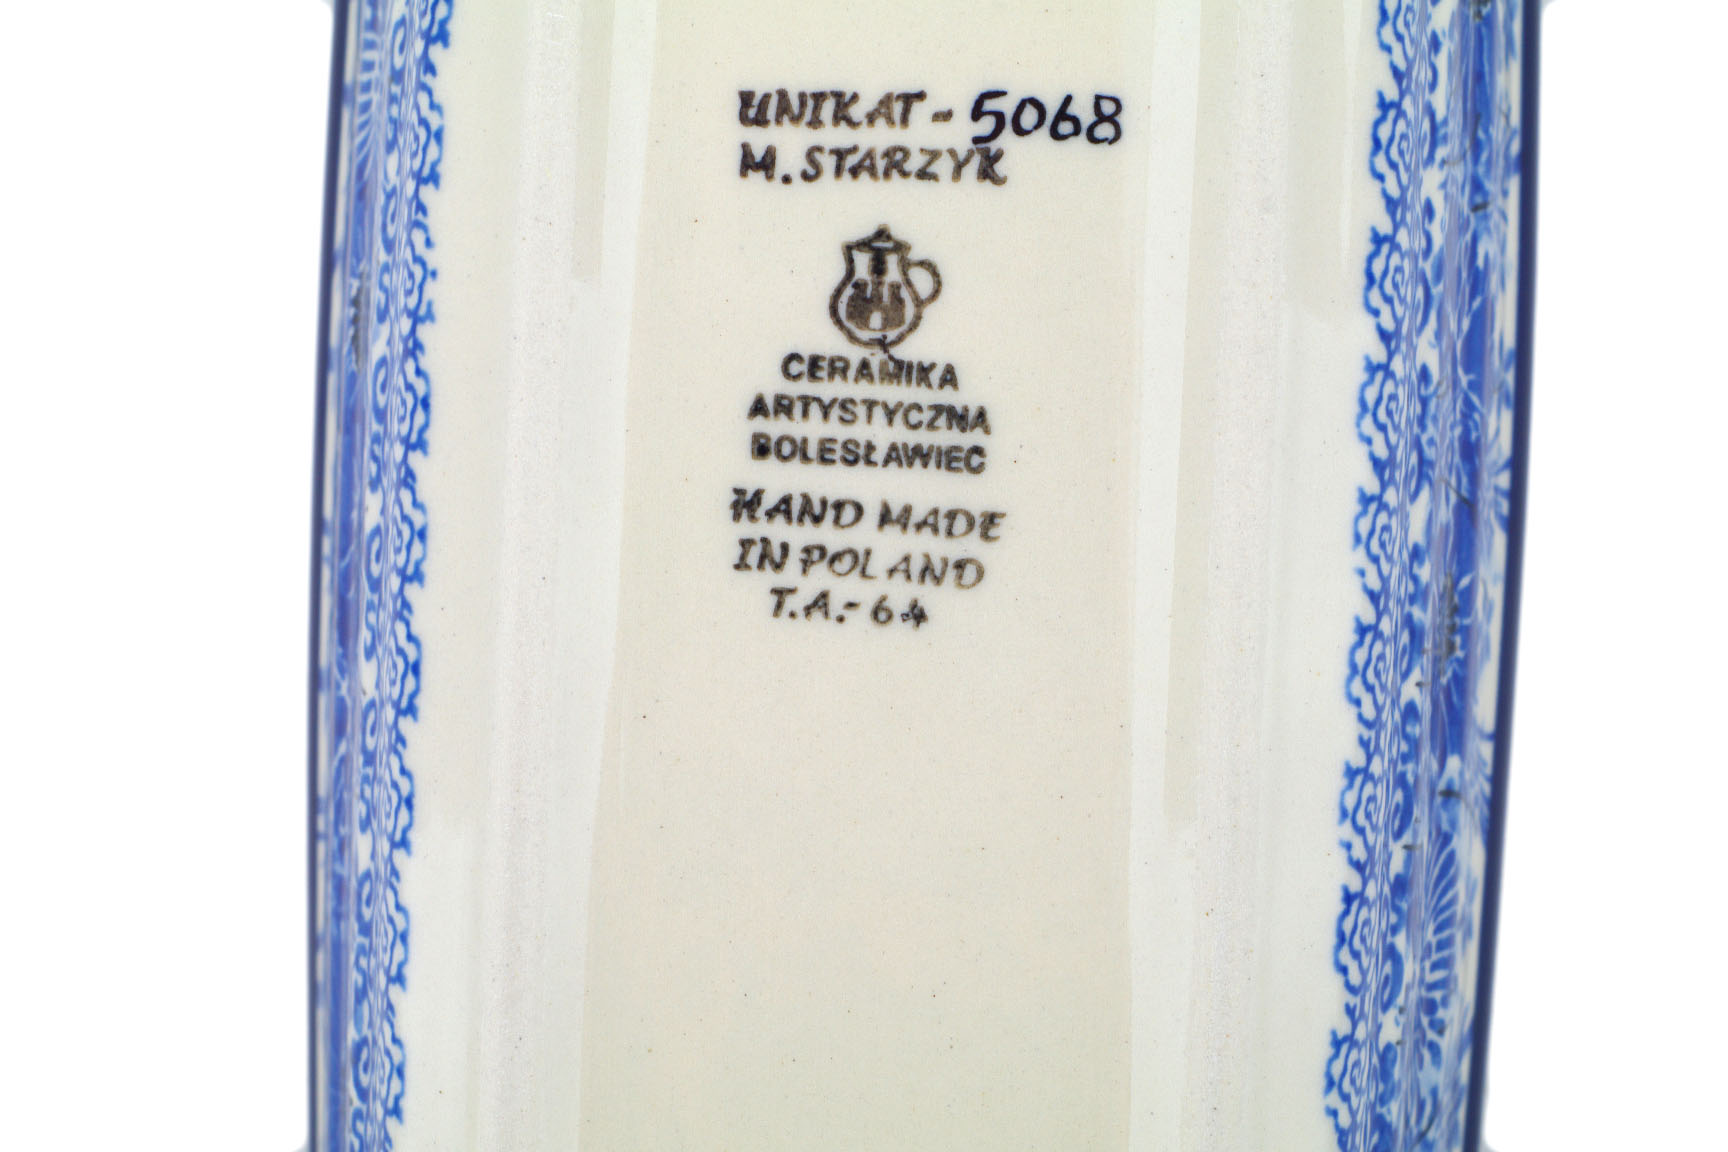 UNIKAT - 5068
M. STARZYK
CERAMIKA
ARTYSTYCZNA
BOLESŁAWIEC
HAND MADE
IN POLAND
T.A.- 64